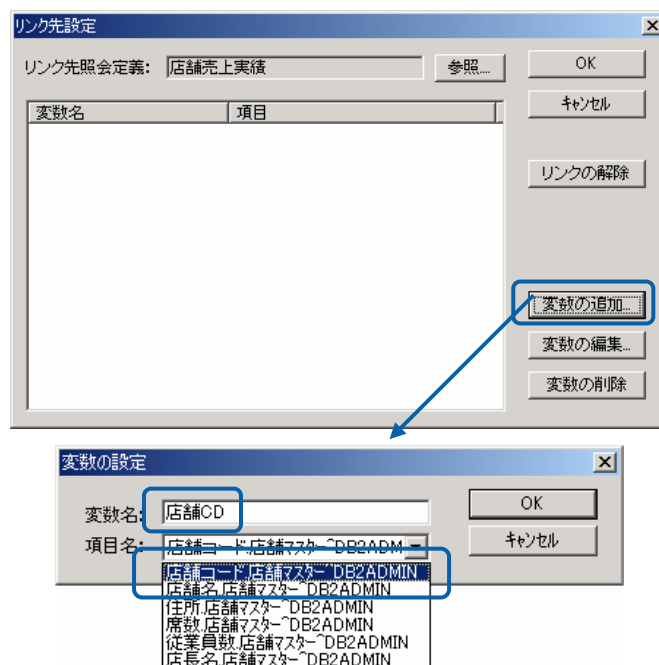 リンク先設定
リンク先照会定義: 店舗売上実績 参照... OK
変数名 項目 キャンセル
リンクの解除
変数の追加...
変数の編集...
変数の削除
変数の設定
変数名: 店舗CD OK
項目名: 店舗コード.店舗マスター^DB2ADM キャンセル
店舗コード.店舗マスター^DB2ADMIN
店舗名.店舗マスター^DB2ADMIN
住所.店舗マスター^DB2ADMIN
席数.店舗マスター^DB2ADMIN
従業員数.店舗マスター^DB2ADMIN
店長名.店舗マスター^DB2ADMIN